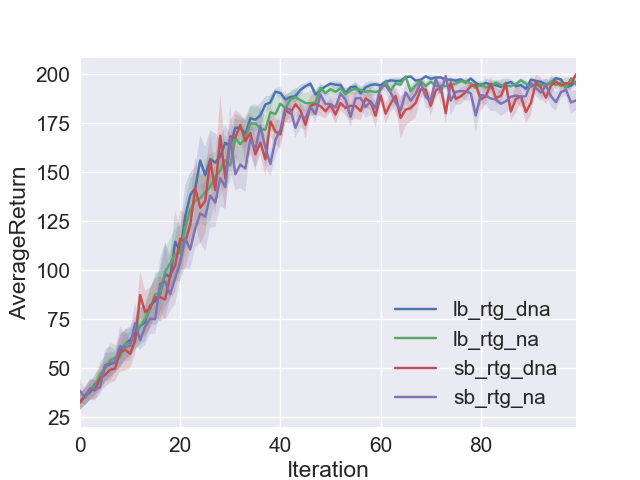 200
175
150
125
100
75
50
25
AverageReturn
0 20 40 60 80
Iteration
lb_rtg_dna
lb_rtg_na
sb_rtg_dna
sb_rtg_na